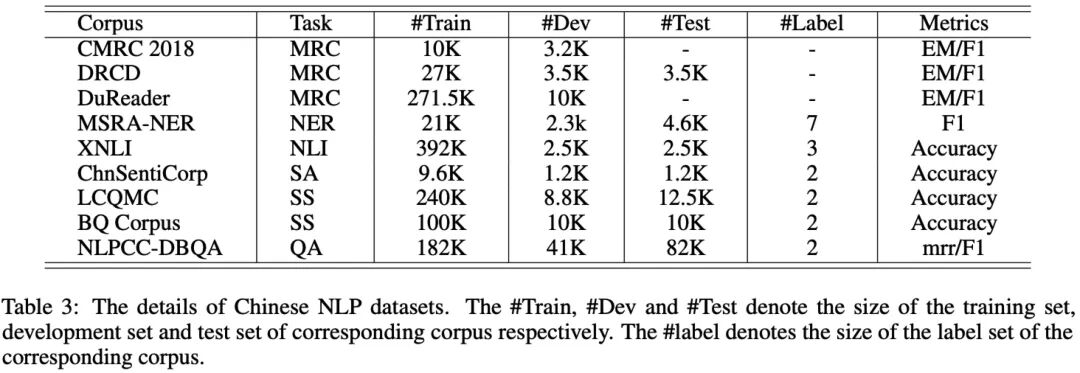 Corpus Task #Train #Dev #Test #Label Metrics
CMRC 2018 MRC 10K 3.2K - - EM/F1
DRCD MRC 27K 3.5K 3.5K - EM/F1
DuReader MRC 271.5K 10K - - EM/F1
MSRA-NER NER 21K 2.3k 4.6K 7 F1
XNLI NLI 392K 2.5K 2.5K 3 Accuracy
ChnSentiCorp SA 9.6K 1.2K 1.2K 2 Accuracy
LCQMC SS 240K 8.8K 12.5K 2 Accuracy
BQ Corpus SS 100K 10K 10K 2 Accuracy
NLPCC-DBQA QA 182K 41K 82K 2 mrr/F1
Table 3: The details of Chinese NLP datasets. The #Train, #Dev and #Test denote the size of the training set,
development set and test set of corresponding corpus respectively. The #label denotes the size of the label set of the
corresponding corpus.